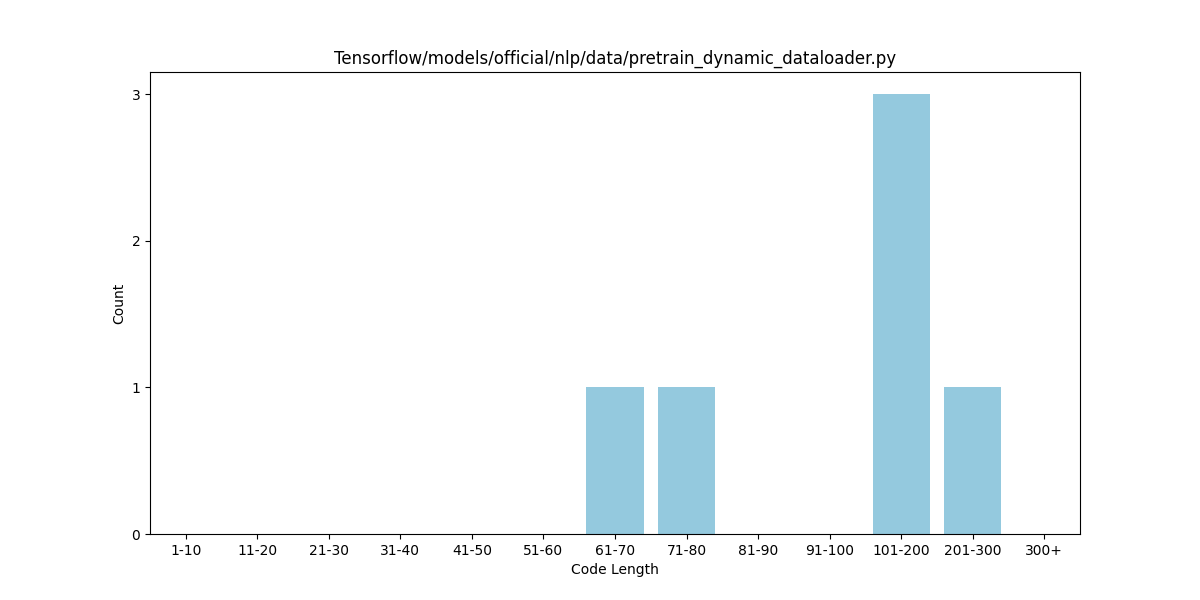 Tensorflow/models/official/nlp/data/pretrain_dynamic_dataloader.py
Count
3
2
1
0
1-10 11-20 21-30 31-40 41-50 51-60 61-70 71-80 81-90 91-100 101-200 201-300 300+
Code Length